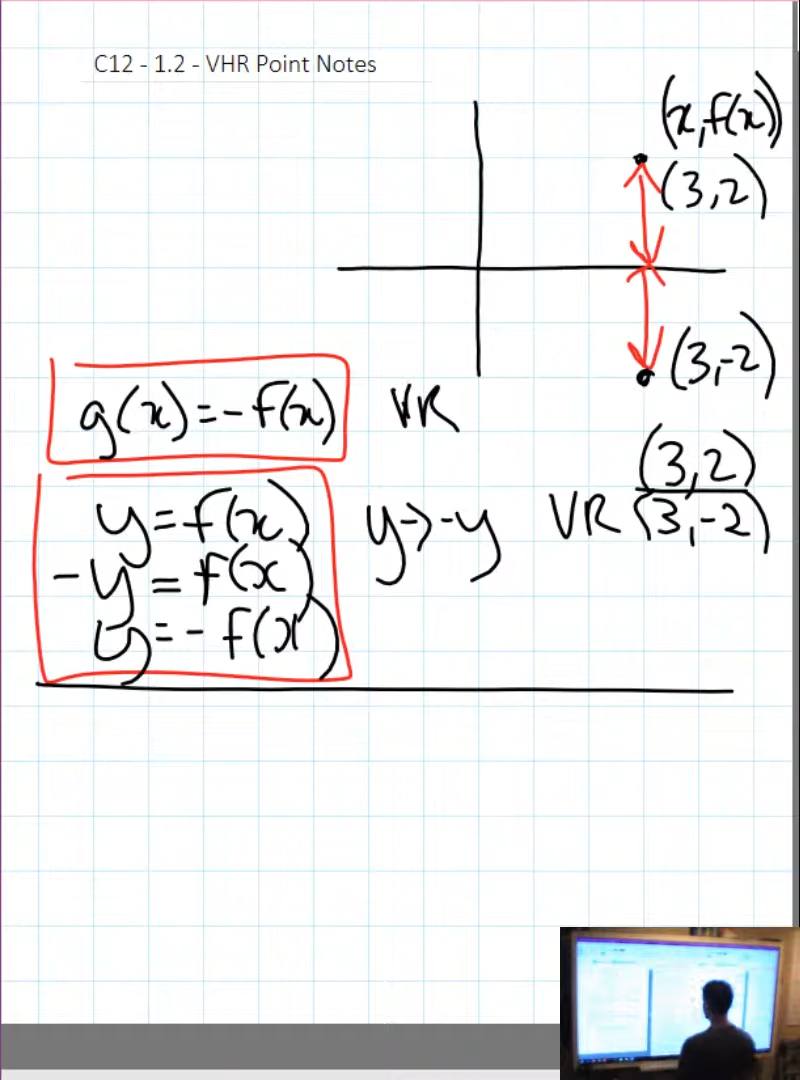 C12 - 1.2 - VHR Point Notes
(x,f(x))
(3,2)
(3,-2)
g(x)=-f(x) VR
(3,2)
y=f(x) y->-y VR (3,-2)
-y=f(x)
y=-f(x)